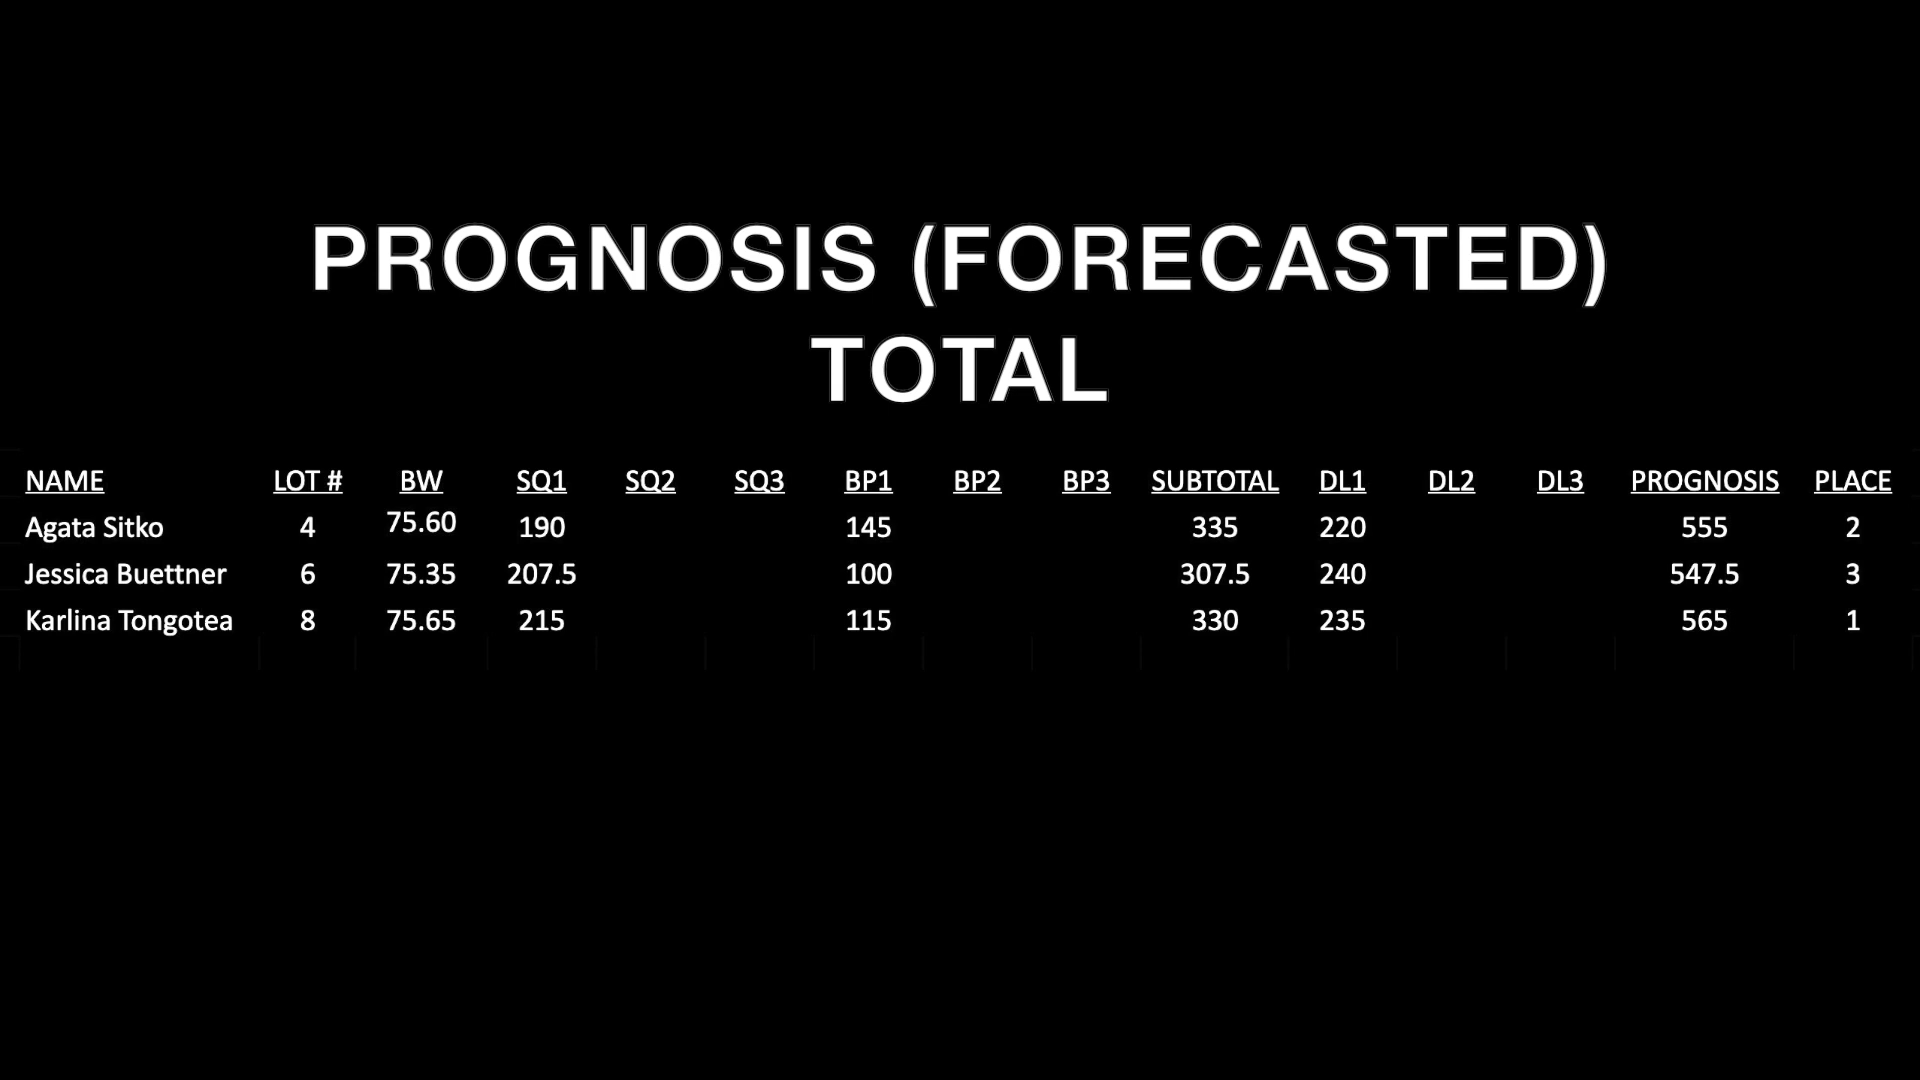 PROGNOSIS (FORECASTED)
TOTAL
NAME LOT # BW SQ1 SQ2 SQ3 BP1 BP2 BP3 SUBTOTAL DL1 DL2 DL3 PROGNOSIS PLACE
Agata Sitko 4 75.60 190 145 335 220 555 2
Jessica Buettner 6 75.35 207.5 100 307.5 240 547.5 3
Karlina Tongotea 8 75.65 215 115 330 235 565 1